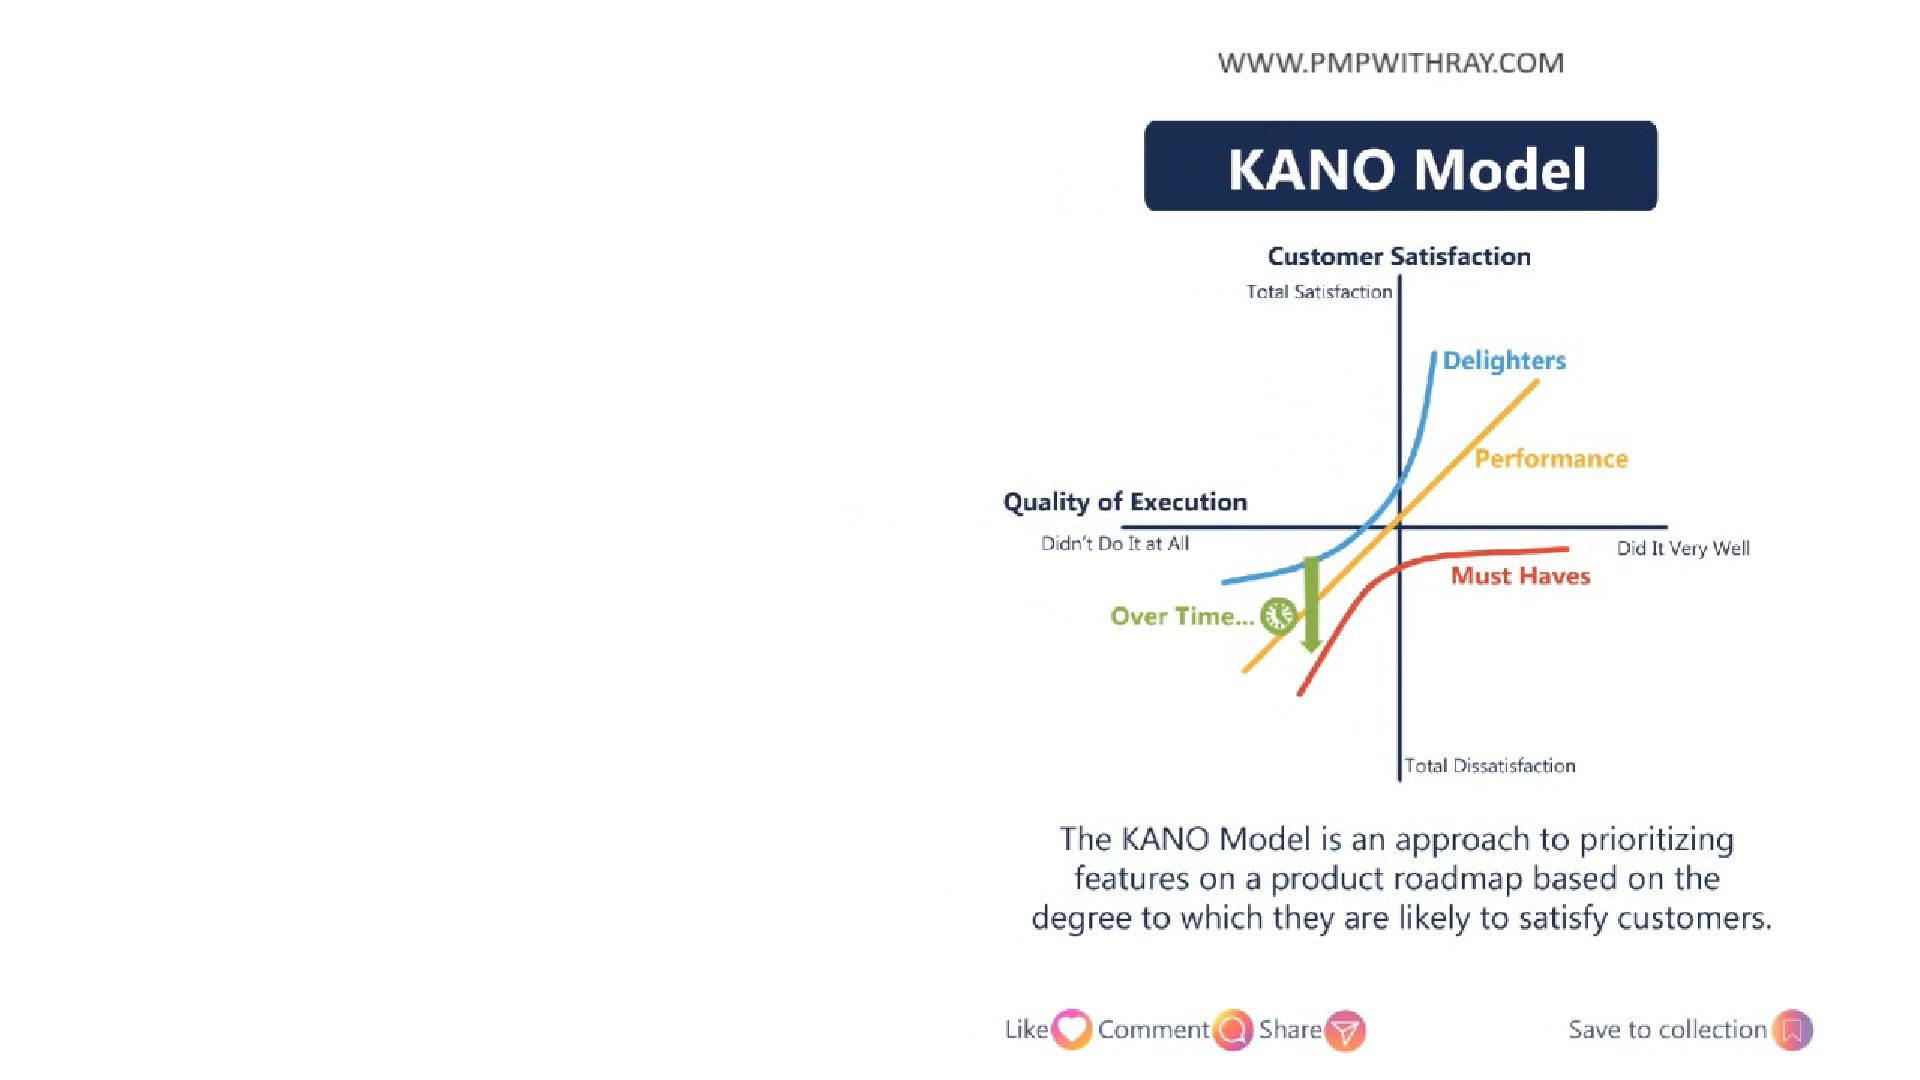 WWW.PMPWITHRAY.COM
KANO Model
Customer Satisfaction
Total Satisfaction
Delighters
Performance
Quality of Execution
Didn't Do It at All
Did It Very Well
Must Haves
Over Time...
Total Dissatisfaction
The KANO Model is an approach to prioritizing
features on a product roadmap based on the
degree to which they are likely to satisfy customers.
Like Comment Share Save to collection